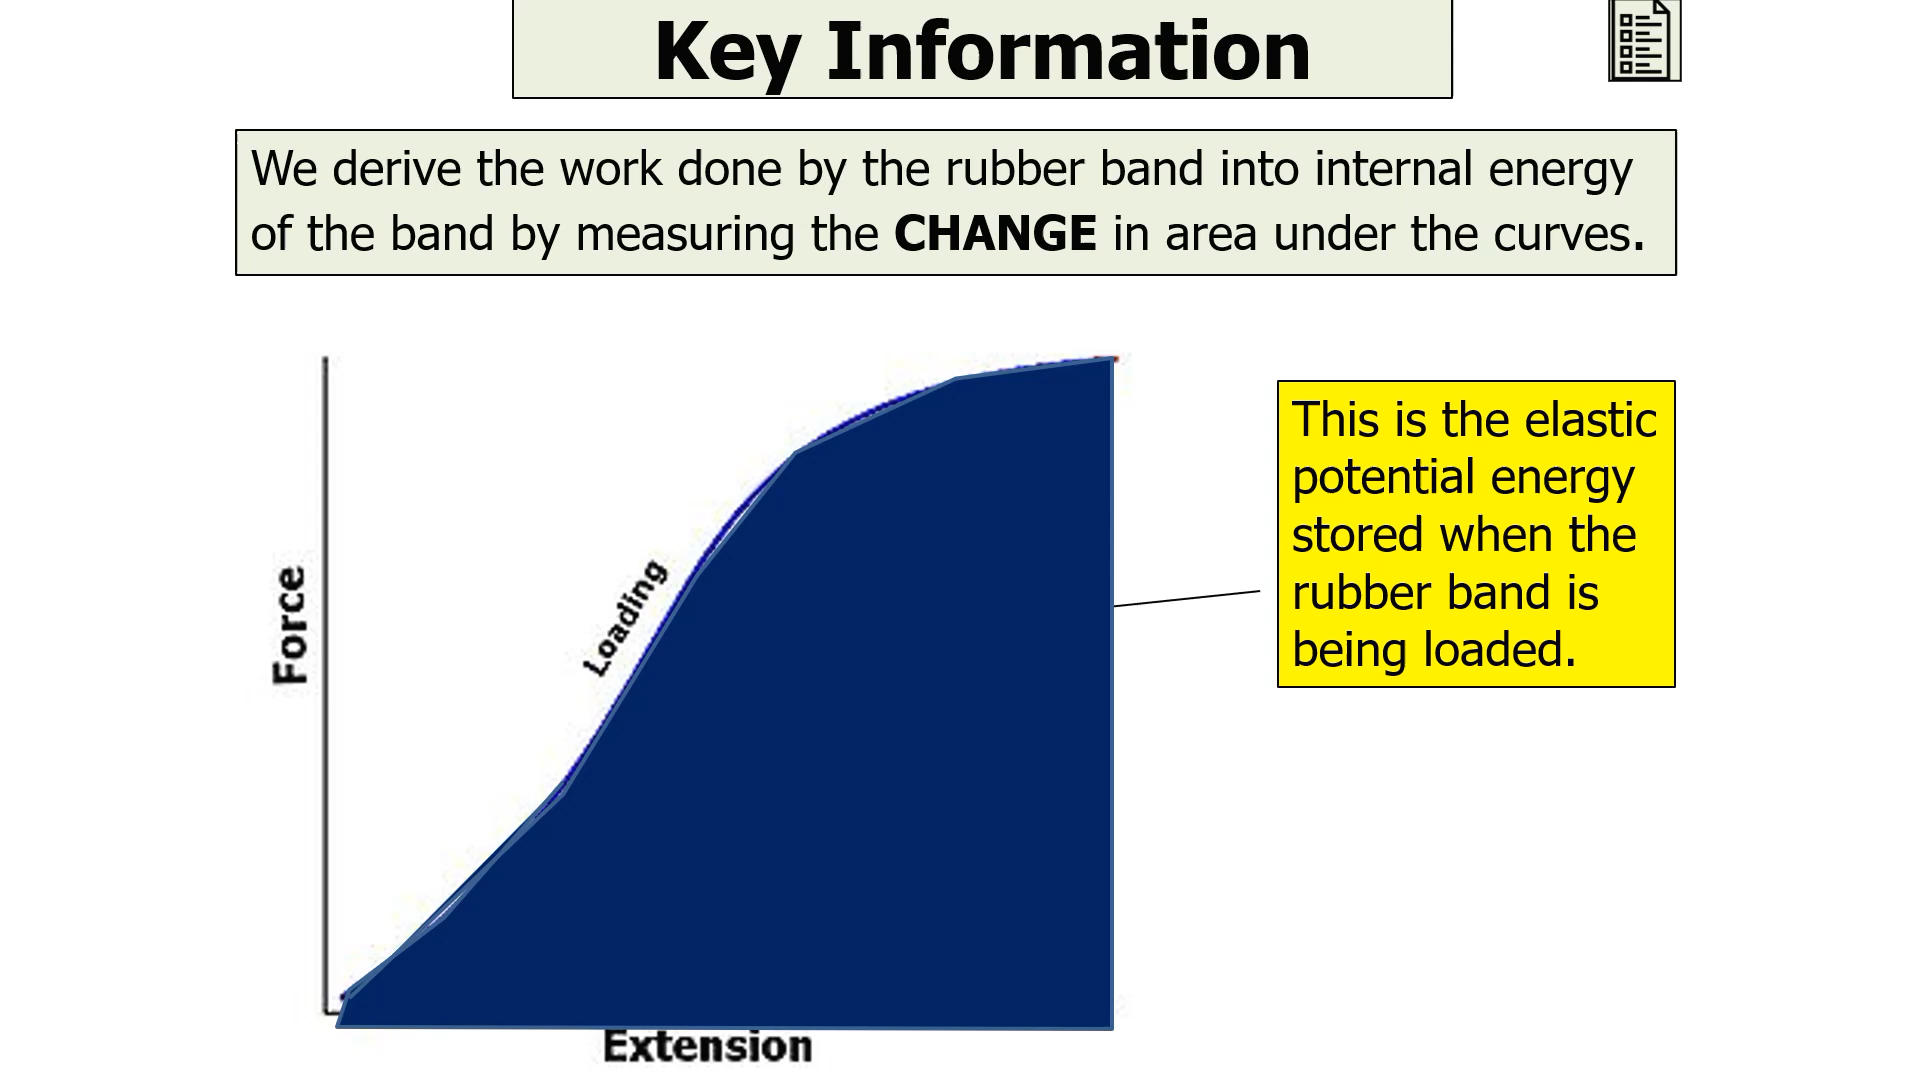 Key Information
We derive the work done by the rubber band into internal energy
of the band by measuring the CHANGE in area under the curves.
This is the elastic
potential energy
stored when the
rubber band is
being loaded.
Loading
Force
Extension